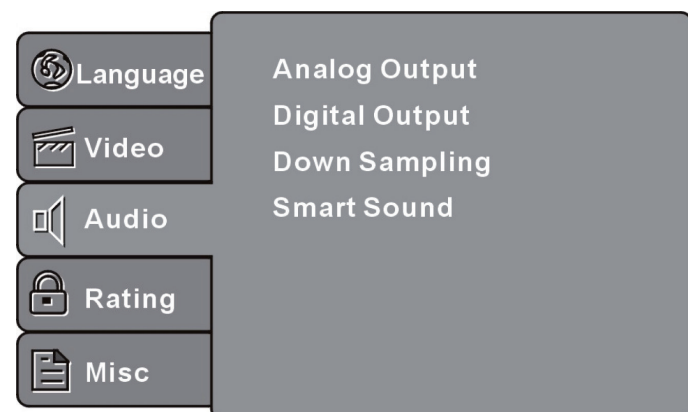 Language
Video
Audio
Rating
Misc
Analog Output
Digital Output
Down Sampling
Smart Sound